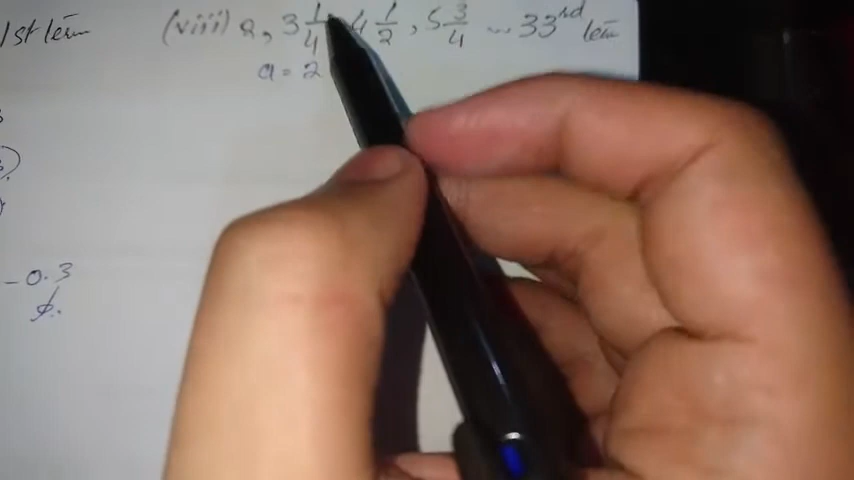 1st term (viii) 2, 3 1/4, 4 1/2, 5 3/4 ... 33rd term
a = 2
-0.3